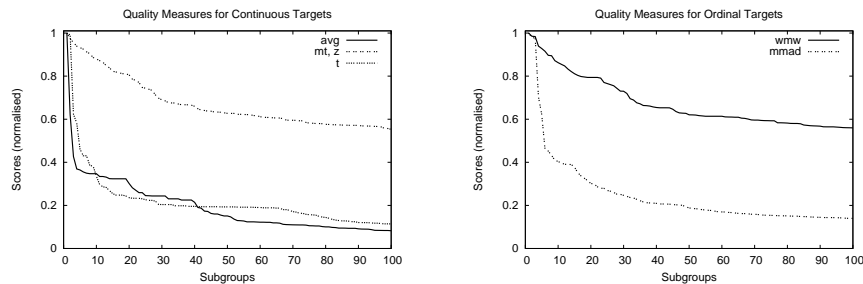 Quality Measures for Continuous Targets
avg
mt, z
t
1
0.8
0.6
0.4
0.2
0
Scores (normalised)
0 10 20 30 40 50 60 70 80 90 100
Subgroups
Quality Measures for Ordinal Targets
wmw
mmad
1
0.8
0.6
0.4
0.2
0
Scores (normalised)
0 10 20 30 40 50 60 70 80 90 100
Subgroups